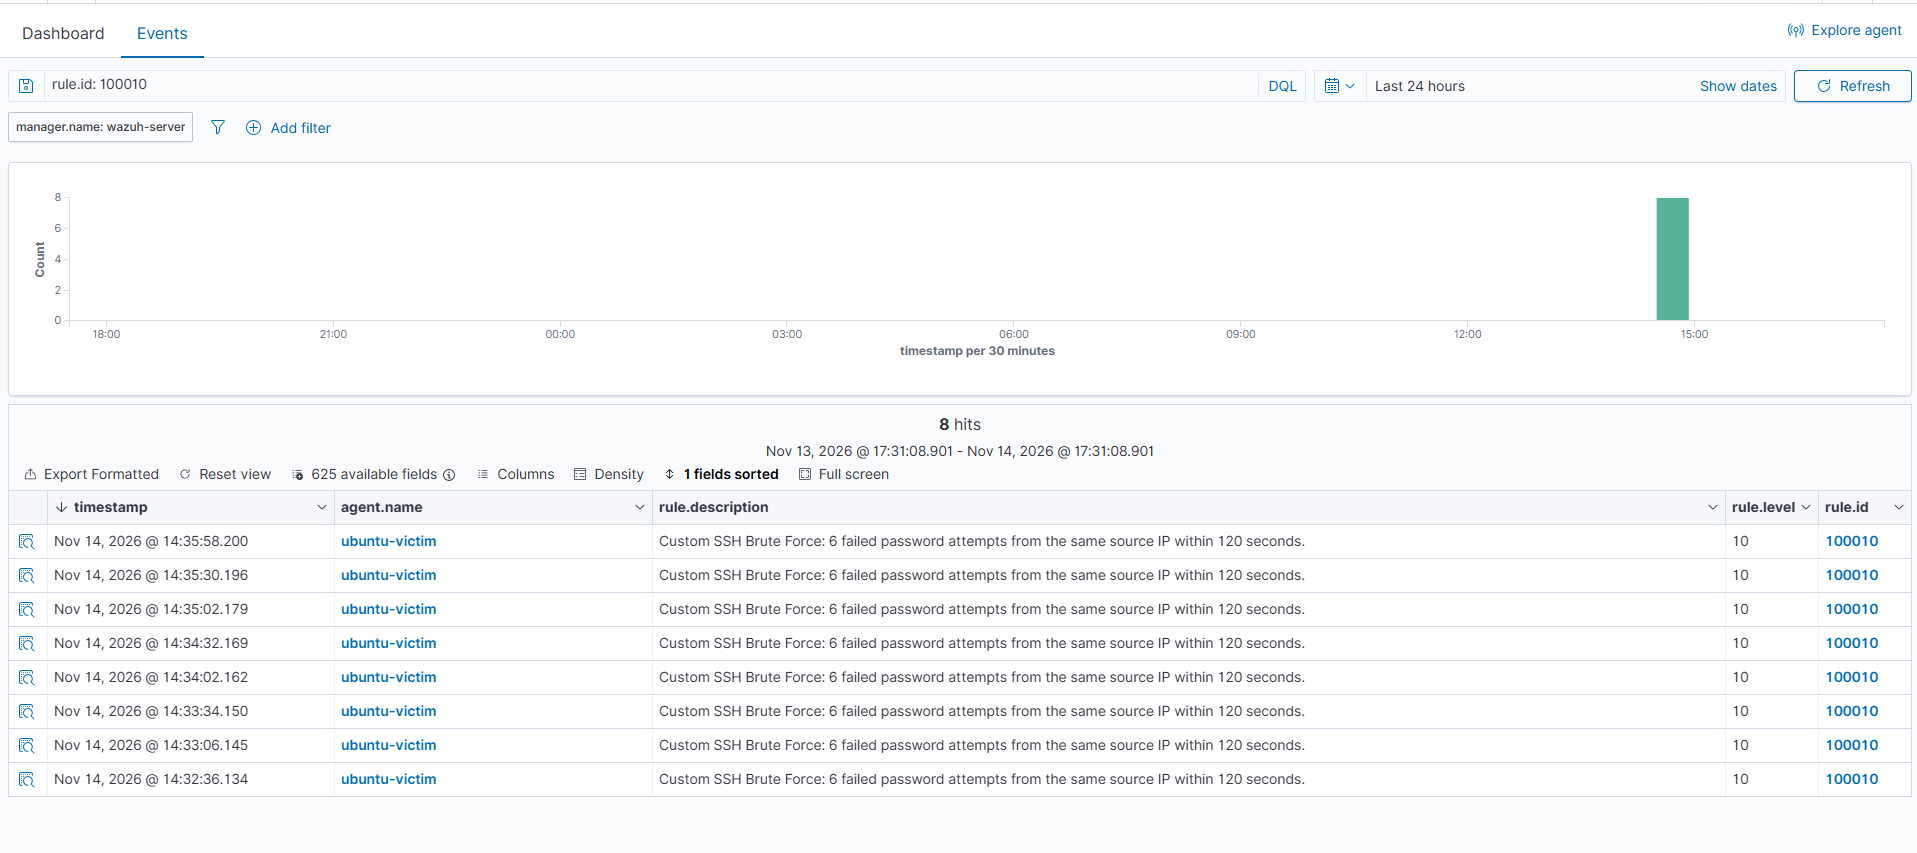 Dashboard Events Explore agent
rule.id: 100010 DQL Last 24 hours Show dates Refresh
manager.name: wazuh-server Add filter
8
6
4
2
0
Count
18:00 21:00 00:00 03:00 06:00 09:00 12:00 15:00
timestamp per 30 minutes
8 hits
Nov 13, 2026 @ 17:31:08.901 - Nov 14, 2026 @ 17:31:08.901
Export Formatted Reset view 625 available fields Columns Density 1 fields sorted Full screen
timestamp agent.name rule.description rule.level rule.id
Nov 14, 2026 @ 14:35:58.200 ubuntu-victim Custom SSH Brute Force: 6 failed password attempts from the same source IP within 120 seconds. 10 100010
Nov 14, 2026 @ 14:35:30.196 ubuntu-victim Custom SSH Brute Force: 6 failed password attempts from the same source IP within 120 seconds. 10 100010
Nov 14, 2026 @ 14:35:02.179 ubuntu-victim Custom SSH Brute Force: 6 failed password attempts from the same source IP within 120 seconds. 10 100010
Nov 14, 2026 @ 14:34:32.169 ubuntu-victim Custom SSH Brute Force: 6 failed password attempts from the same source IP within 120 seconds. 10 100010
Nov 14, 2026 @ 14:34:02.162 ubuntu-victim Custom SSH Brute Force: 6 failed password attempts from the same source IP within 120 seconds. 10 100010
Nov 14, 2026 @ 14:33:34.150 ubuntu-victim Custom SSH Brute Force: 6 failed password attempts from the same source IP within 120 seconds. 10 100010
Nov 14, 2026 @ 14:33:06.145 ubuntu-victim Custom SSH Brute Force: 6 failed password attempts from the same source IP within 120 seconds. 10 100010
Nov 14, 2026 @ 14:32:36.134 ubuntu-victim Custom SSH Brute Force: 6 failed password attempts from the same source IP within 120 seconds. 10 100010